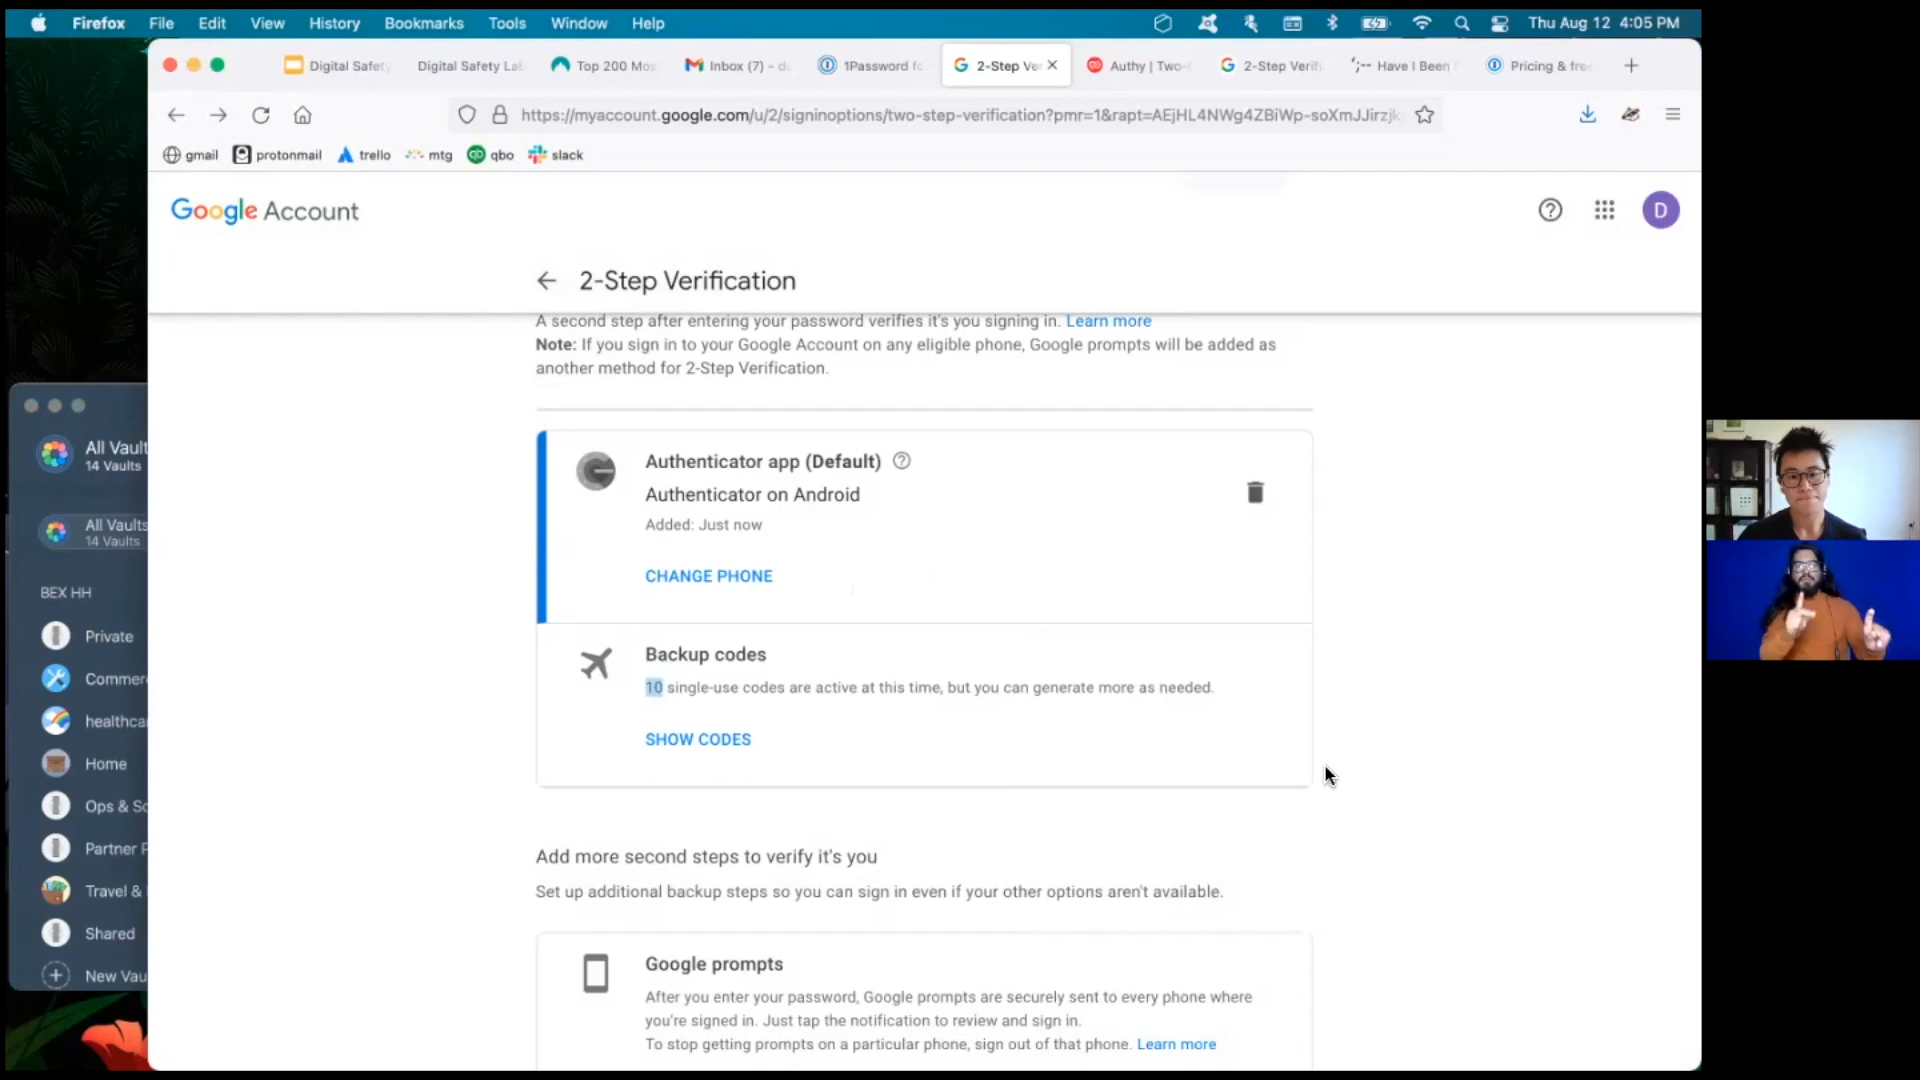 Firefox File Edit View History Bookmarks Tools Window Help Thu Aug 12 4:05 PM
Digital Safety Digital Safety La Top 200 Mos Inbox (7) - d 1Password fo 2-Step Ver Authy | Two- 2-Step Verifi Have I Been Pricing & fre
https://myaccount.google.com/u/2/signinoptions/two-step-verification?pmr=1&rapt=AEjHL4NWg4ZBiWp-soXmJJirzjk
gmail protonmail trello mtg qbo slack
Google Account
D
2-Step Verification
A second step after entering your password verifies it's you signing in. Learn more
Note: If you sign in to your Google Account on any eligible phone, Google prompts will be added as
another method for 2-Step Verification.
Authenticator app (Default)
Authenticator on Android
Added: Just now
CHANGE PHONE
Backup codes
10 single-use codes are active at this time, but you can generate more as needed.
SHOW CODES
Add more second steps to verify it's you
Set up additional backup steps so you can sign in even if your other options aren't available.
Google prompts
After you enter your password, Google prompts are securely sent to every phone where
you're signed in. Just tap the notification to review and sign in.
To stop getting prompts on a particular phone, sign out of that phone. Learn more
All Vault
14 Vaults
All Vaults
14 Vaults
BEX HH
Private
Commer
healthca
Home
Ops & So
Partner P
Travel &
Shared
New Vau